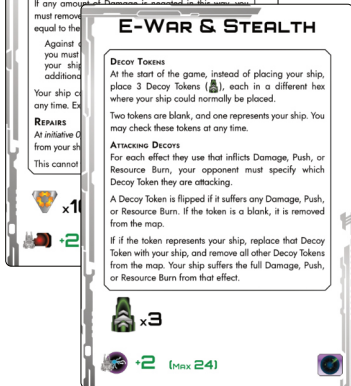 If any amount of Damage is negated in this way, you
must remove
equal to the
Against
you must
your ship
additiona
Your ship c
any time. Ex
REPAIRS
At initiative 0
from your sh
This cannot
x1
+2
E-WAR & STEALTH
DECOY TOKENS
At the start of the game, instead of placing your ship,
place 3 Decoy Tokens ( ), each in a different hex
where your ship could normally be placed.
Two tokens are blank, and one represents your ship. You
may check these tokens at any time.
ATTACKING DECOYS
For each effect they use that inflicts Damage, Push, or
Resource Burn, your opponent must specify which
Decoy Token they are attacking.
A Decoy Token is flipped if it suffers any Damage, Push,
or Resource Burn. If the token is a blank, it is removed
from the map.
If if the token represents your ship, replace that Decoy
Token with your ship, and remove all other Decoy Tokens
from the map. Your ship suffers the full Damage, Push,
or Resource Burn from that effect.
x3
+2 (MAX 24)